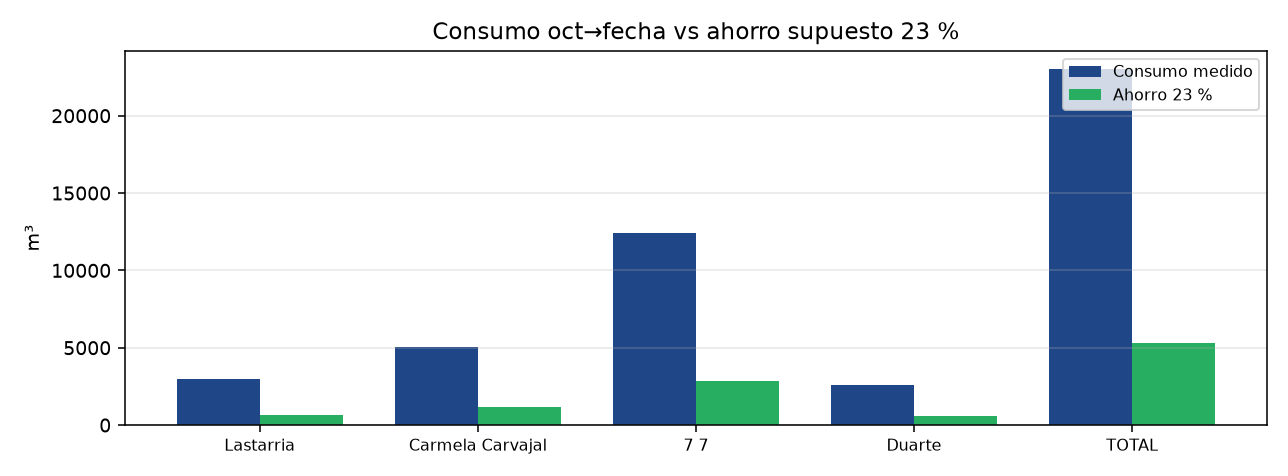 Consumo oct→fecha vs ahorro supuesto 23 %
Consumo medido
Ahorro 23 %
m³
20000
15000
10000
5000
0
Lastarria
Carmela Carvajal
7 7
Duarte
TOTAL